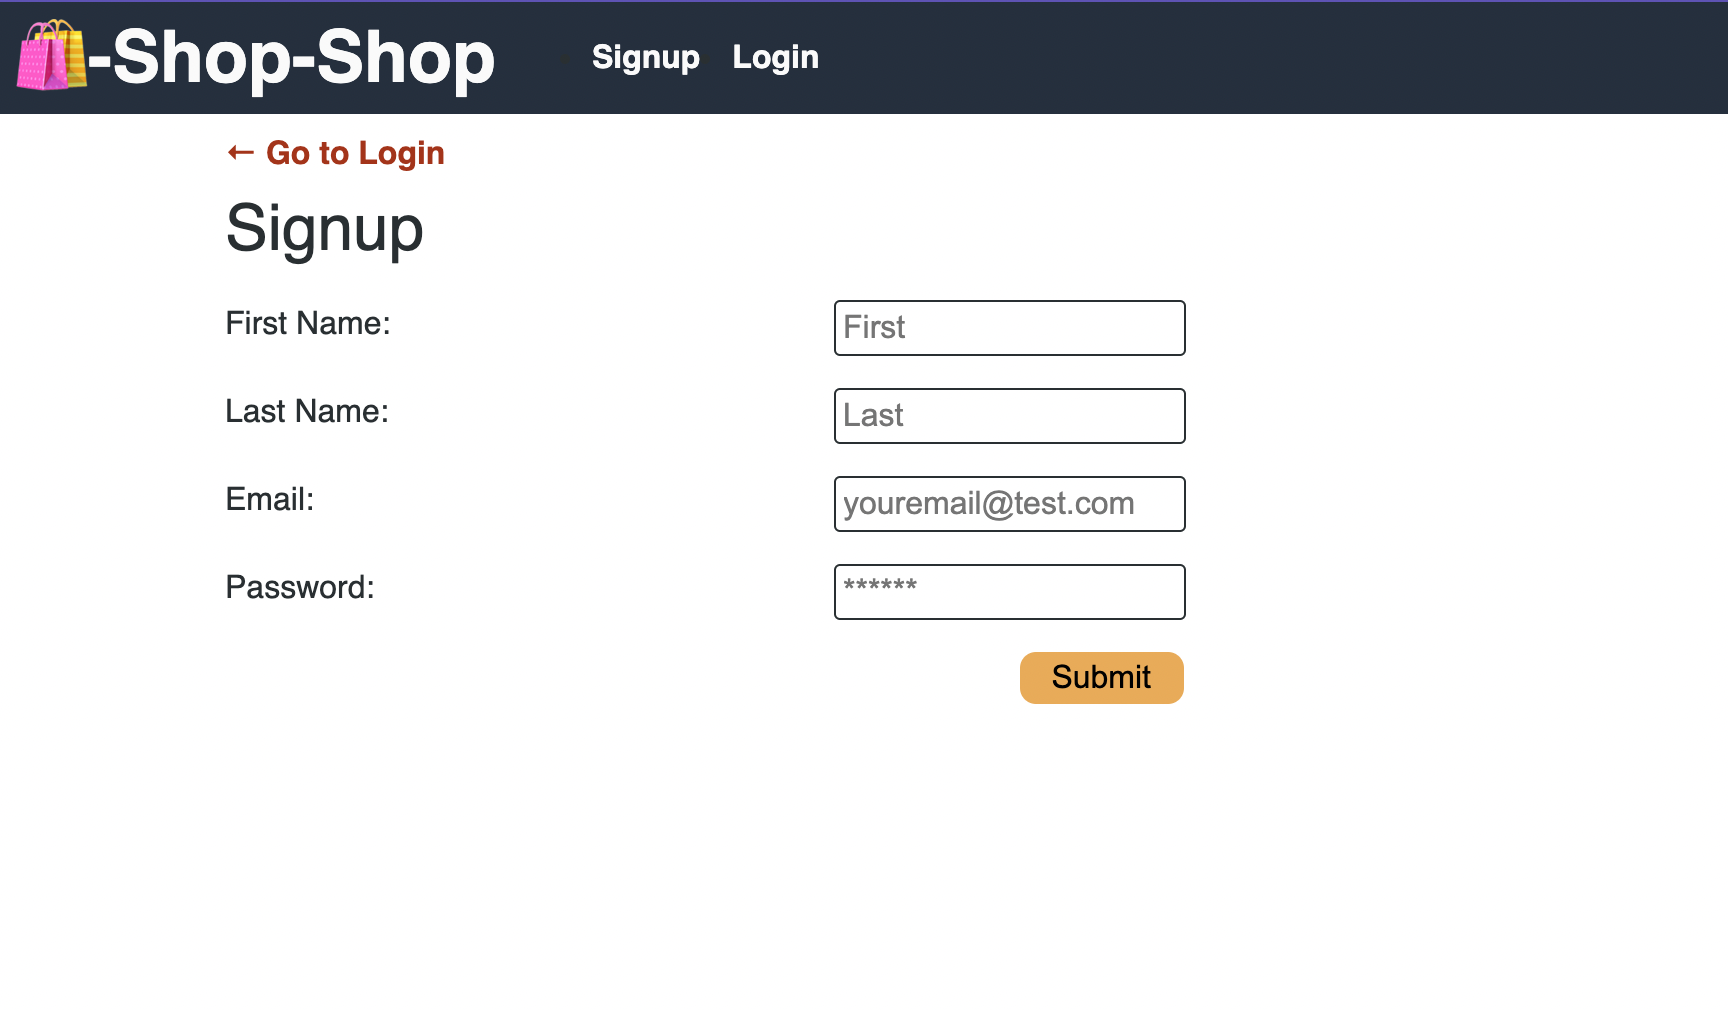 -Shop-Shop Signup Login
← Go to Login
Signup
First Name: First
Last Name: Last
Email: youremail@test.com
Password: ******
Submit